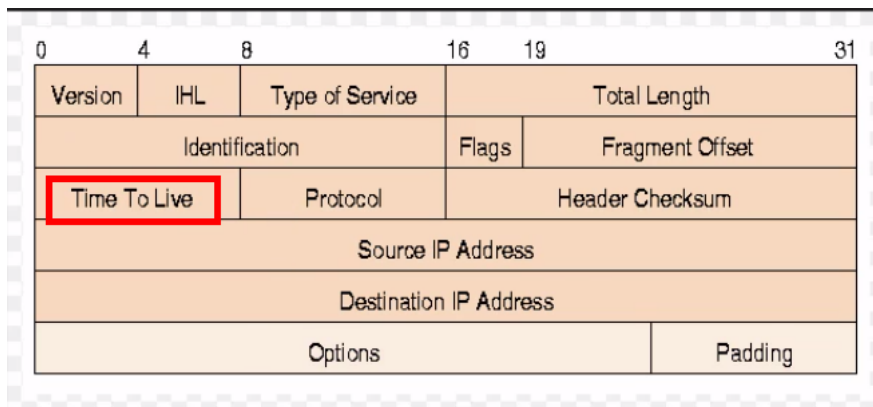 0 4 8 16 19 31
Version IHL Type of Service Total Length
Identification Flags Fragment Offset
Time To Live Protocol Header Checksum
Source IP Address
Destination IP Address
Options Padding